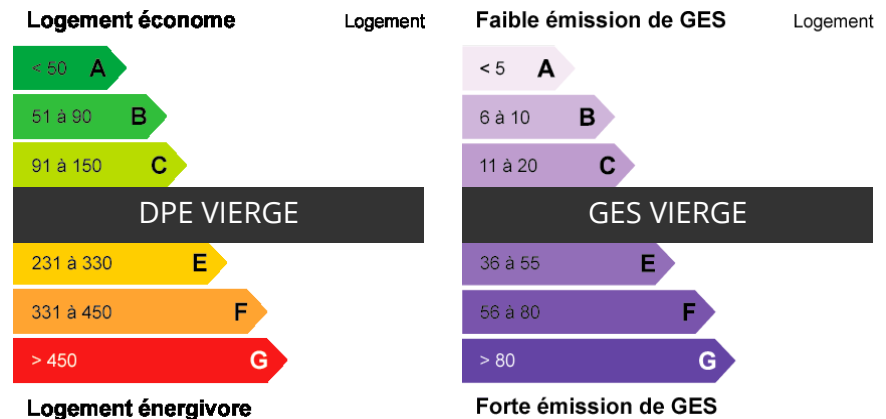 Logement économe Logement
< 50 A
51 à 90 B
91 à 150 C
DPE VIERGE
231 à 330 E
331 à 450 F
> 450 G
Logement énergivore
Faible émission de GES Logement
< 5 A
6 à 10 B
11 à 20 C
GES VIERGE
36 à 55 E
56 à 80 F
> 80 G
Forte émission de GES